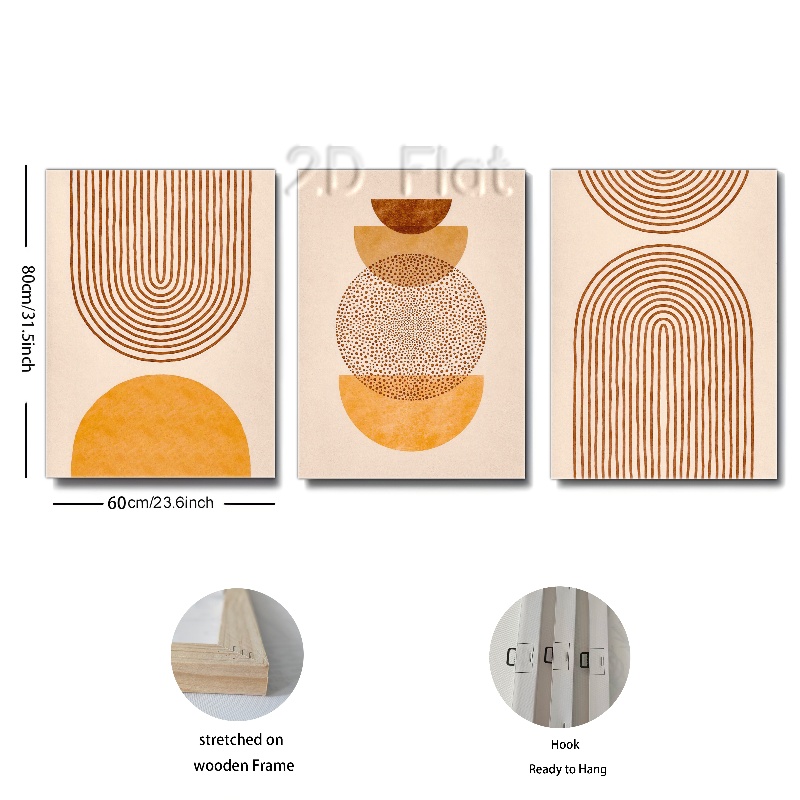 2D Flat
80cm/31.5inch
60cm/23.6inch
stretched on
wooden Frame
Hook
Ready to Hang